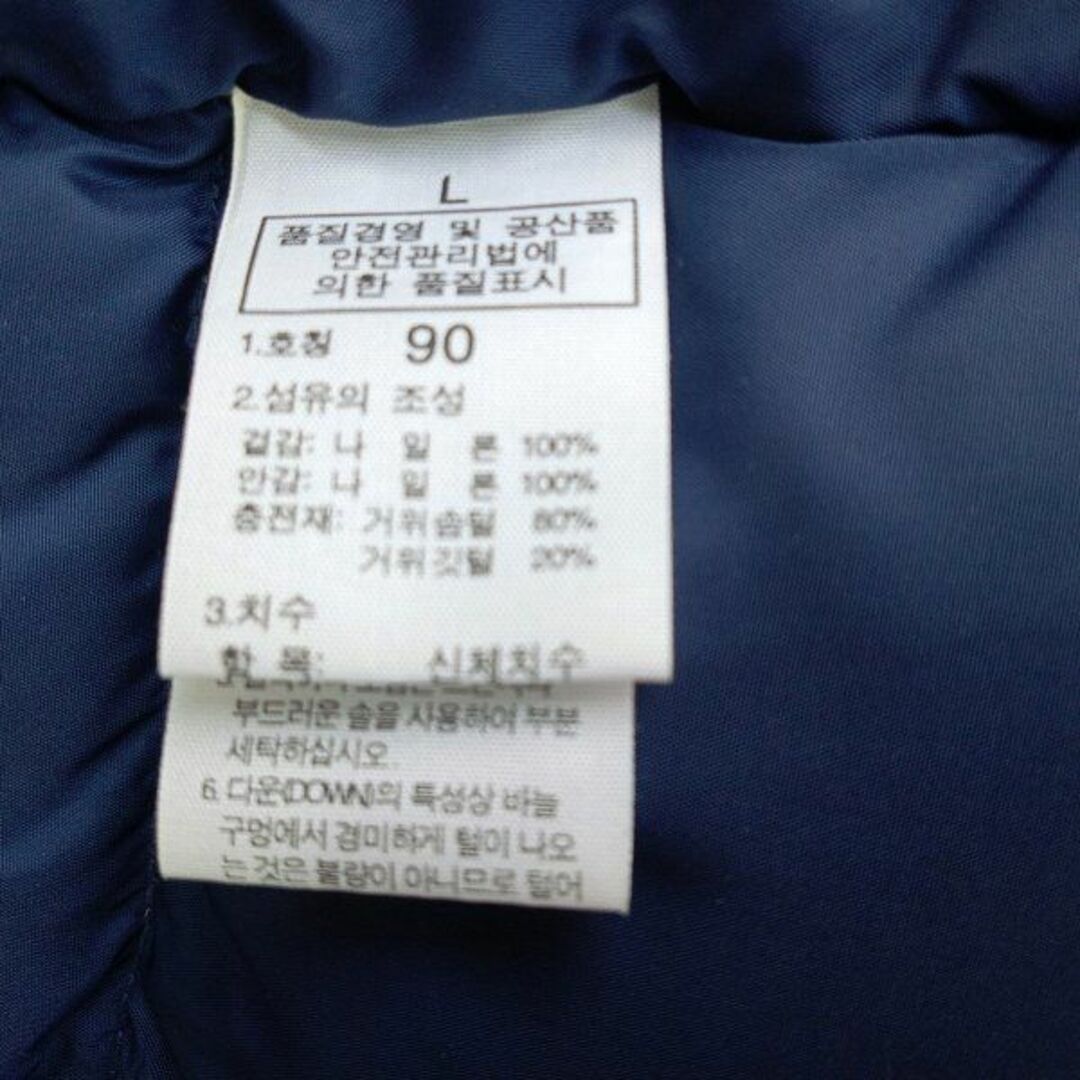 L
품질경영 및 공산품
안전관리법에
의한 품질표시
1.호칭 90
2.섬유의 조성
겉감: 나 일 론 100%
안감: 나 일 론 100%
충전재: 거위솜털 80%
거위깃털 20%
3.치수
항 목: 신체치수
부드러운 솔을 사용하여 부분
세탁하십시오.
6. 다운(DOWN)의 특성상 바늘
구멍에서 경미하게 털이 나오
는 것은 불량이 아니므로 털어